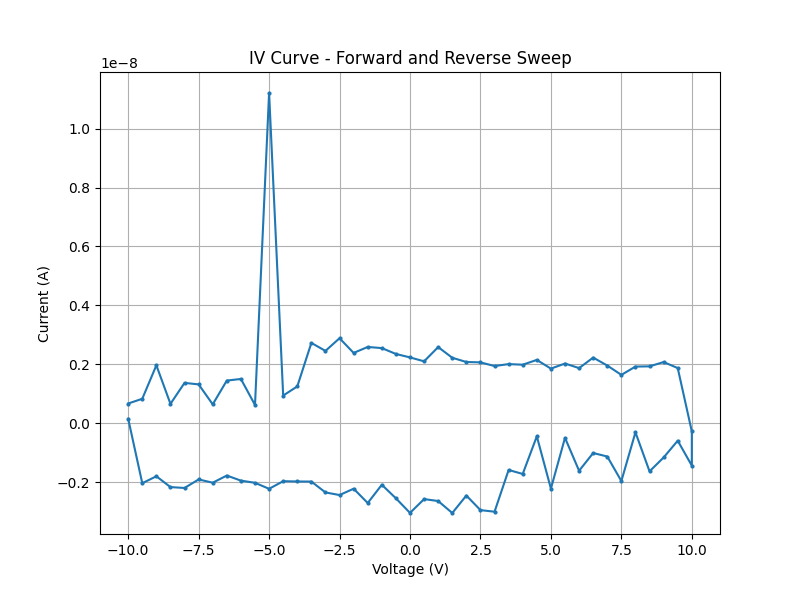 IV Curve - Forward and Reverse Sweep
1e−8
1.0
0.8
0.6
0.4
0.2
0.0
−0.2
Current (A)
−10.0 −7.5 −5.0 −2.5 0.0 2.5 5.0 7.5 10.0
Voltage (V)